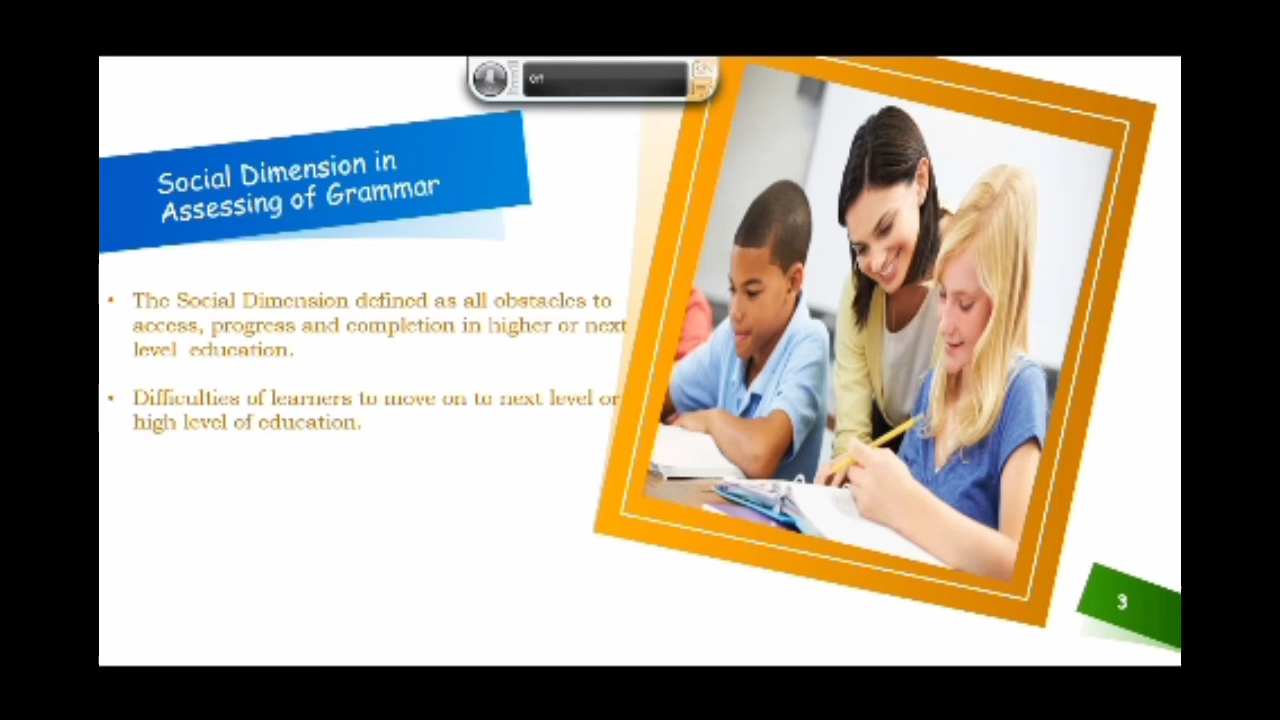 Off
Social Dimension in
Assessing of Grammar
• The Social Dimension defined as all obstacles to
access, progress and completion in higher or next
level education.
• Difficulties of learners to move on to next level or
high level of education.
3